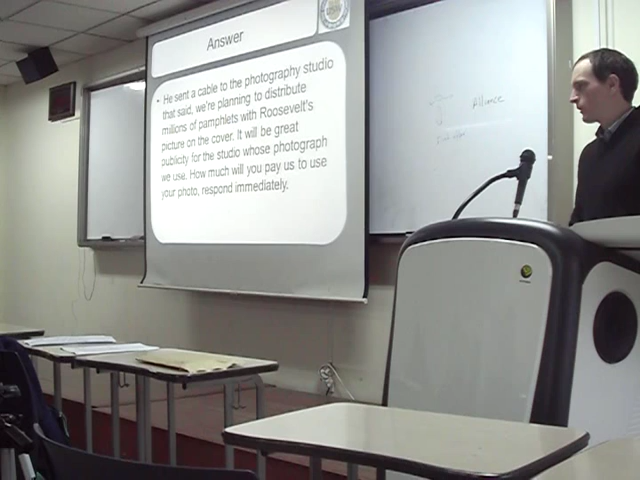 Answer
• He sent a cable to the photography studio
that said, we're planning to distribute
millions of pamphlets with Roosevelt's
picture on the cover. It will be great
publicity for the studio whose photograph
we use. How much will you pay us to use
your photo, respond immediately.
Alliance